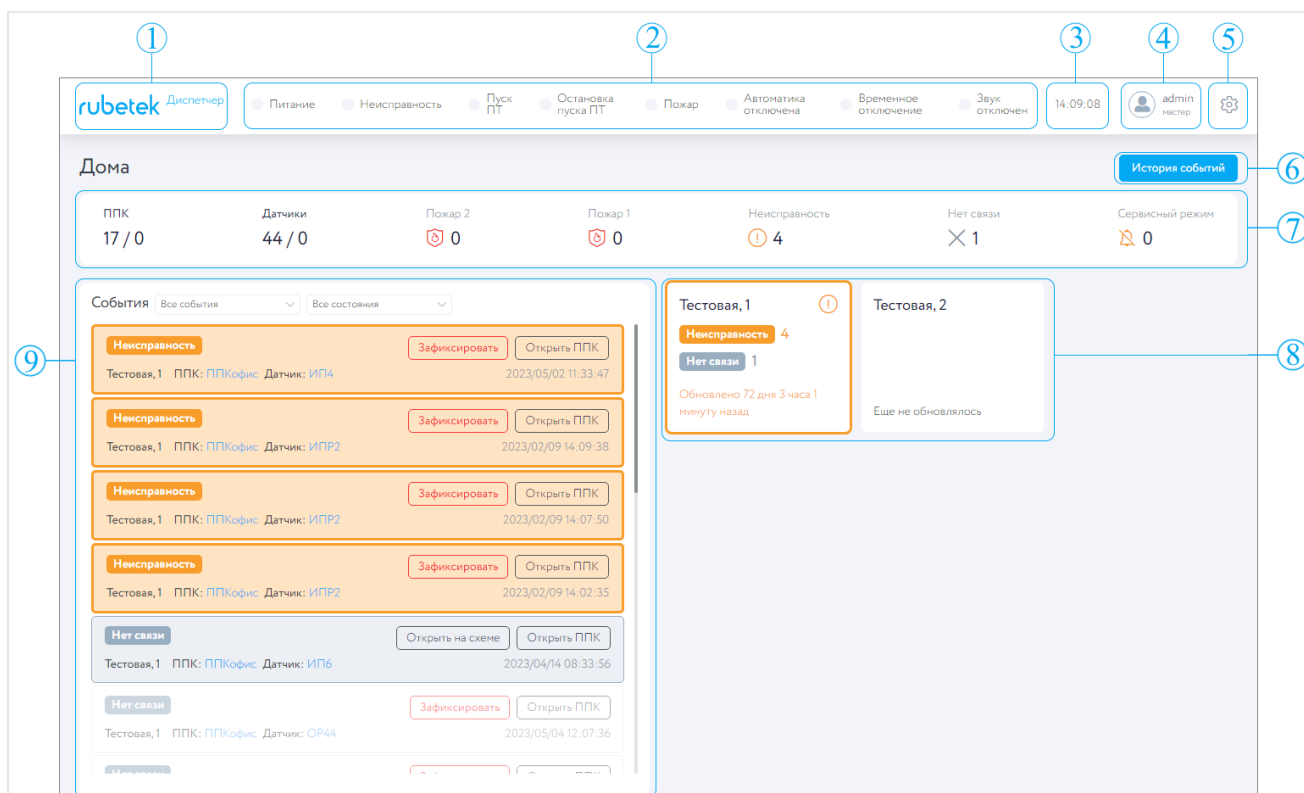 1 2 3 4 5
rubetek Диспетчер Питание Неисправность Пуск ПТ Остановка пуска ПТ Пожар Автоматика отключена Временное отключение Звук отключен 14:09:08 admin мастер
Дома История событий 6
ППК Датчики Пожар 2 Пожар 1 Неисправность Нет связи Сервисный режим
17 / 0 44 / 0 0 0 4 1 0 7
События Все события Все состояния
Неисправность Зафиксировать Открыть ППК
Тестовая, 1 ППК: ППКофис Датчик: ИП4 2023/05/02 11:33:47
9
Неисправность Зафиксировать Открыть ППК
Тестовая, 1 ППК: ППКофис Датчик: ИПР2 2023/02/09 14:09:38
Неисправность Зафиксировать Открыть ППК
Тестовая, 1 ППК: ППКофис Датчик: ИПР2 2023/02/09 14:07:50
Неисправность Зафиксировать Открыть ППК
Тестовая, 1 ППК: ППКофис Датчик: ИПР2 2023/02/09 14:02:35
Нет связи Открыть на схеме Открыть ППК
Тестовая, 1 ППК: ППКофис Датчик: ИП6 2023/04/14 08:33:56
Нет связи Зафиксировать Открыть ППК
Тестовая, 1 ППК: ППКофис Датчик: ОР44 2023/05/04 12:07:36
Тестовая, 1
Неисправность 4
Нет связи 1
Обновлено 72 дня 3 часа 1
минуту назад
Тестовая, 2
Еще не обновлялось
8